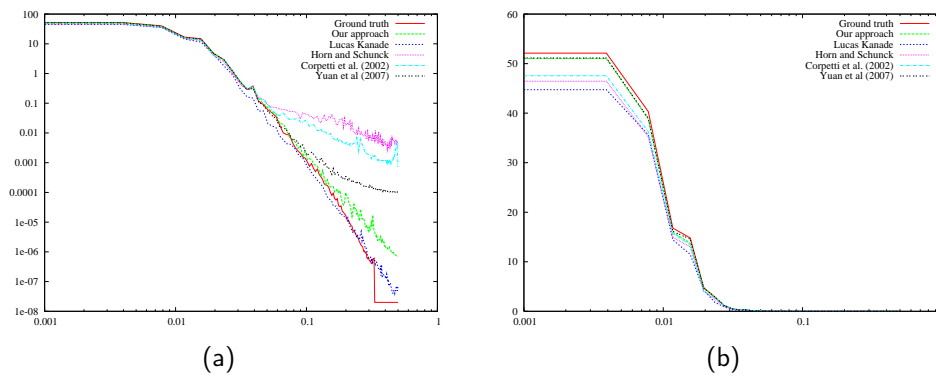 100
10
1
0.1
0.01
0.001
0.0001
1e-05
1e-06
1e-07
1e-08
0.001 0.01 0.1 1
Ground truth
Our approach
Lucas Kanade
Horn and Schunck
Corpetti et al. (2002)
Yuan et al (2007)
(a)
60
50
40
30
20
10
0
0.001 0.01 0.1
Ground truth
Our approach
Lucas Kanade
Horn and Schunck
Corpetti et al. (2002)
Yuan et al (2007)
(b)